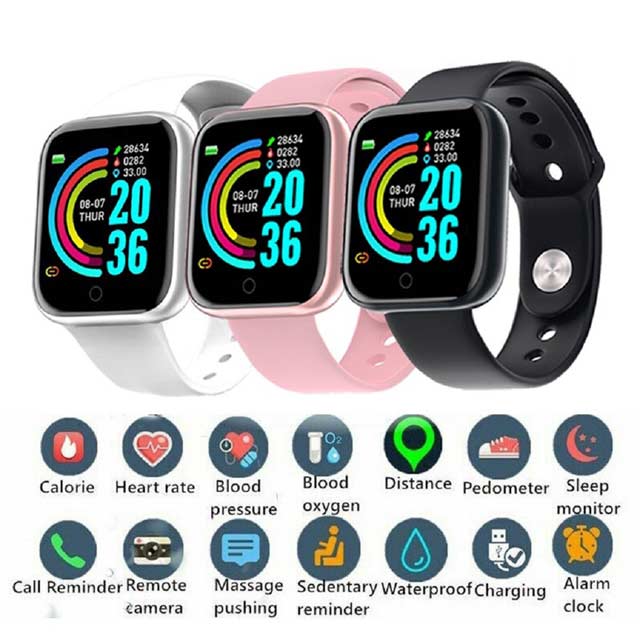 28634
0282
33.00
08-07
THUR
20
36
28634
0282
33.00
08-07
THUR
20
36
28634
0282
33.00
08-07
THUR
20
36
O2
Calorie
Heart rate
Blood
pressure
Blood
oxygen
Distance
Pedometer
Sleep
monitor
Call Reminder
Remote
camera
Massage
pushing
Sedentary
reminder
Waterproof
Charging
Alarm
clock